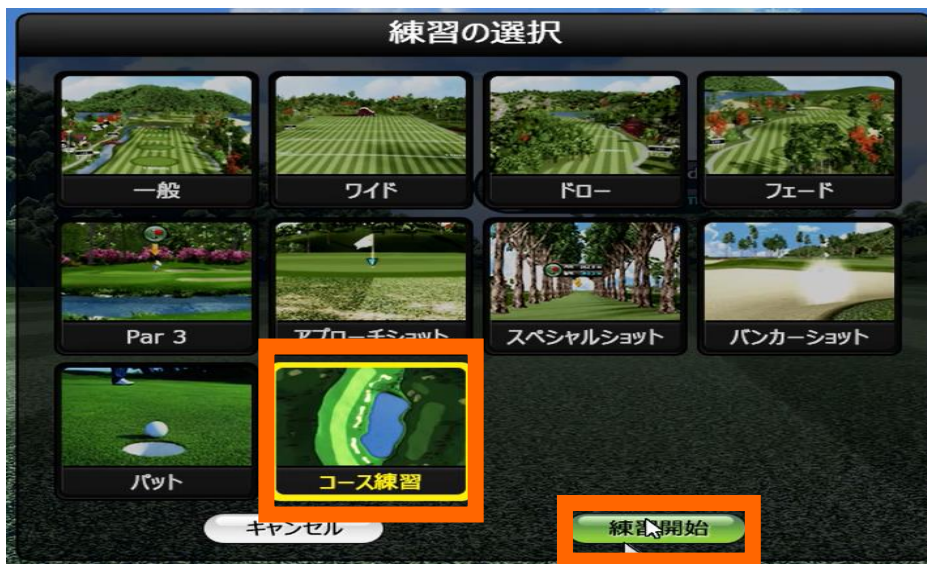 練習の選択
一般
ワイド
ドロー
フェード
Par 3
アプローチショット
スペシャルショット
バンカーショット
パット
コース練習
キャンセル
練習開始